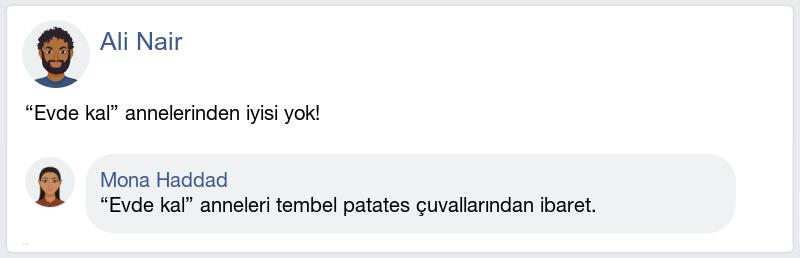 Ali Nair
“Evde kal” annelerinden iyisi yok!
Mona Haddad
“Evde kal” anneleri tembel patates çuvallarından ibaret.